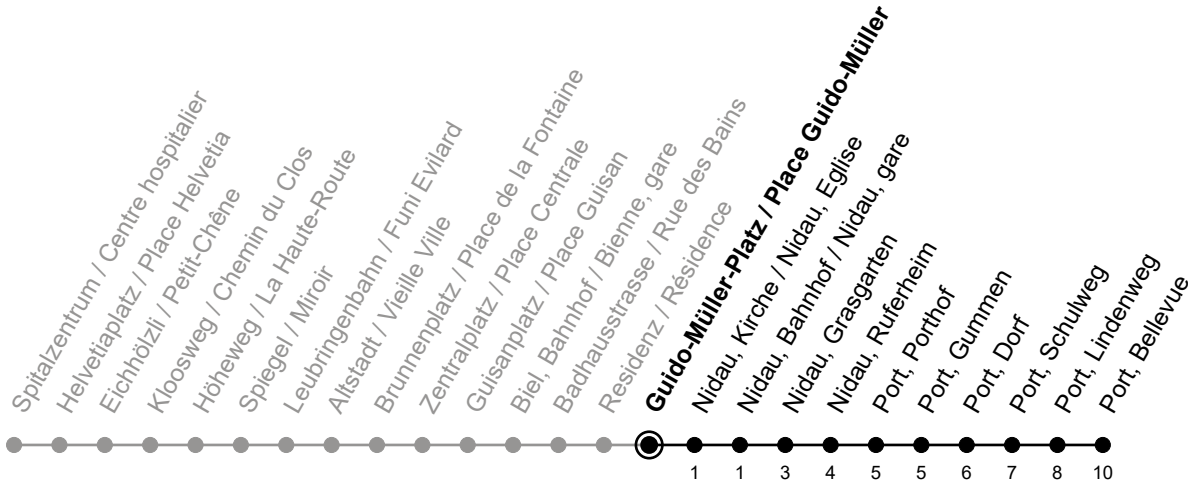 Spitalzentrum / Centre hospitalier
Helvetiaplatz / Place Helvetia
Eichhölzli / Petit-Chêne
Kloosweg / Chemin du Clos
Höheweg / La Haute-Route
Spiegel / Miroir
Leubringenbahn / Funi Evilard
Altstadt / Vieille Ville
Brunnenplatz / Place de la Fontaine
Zentralplatz / Place Centrale
Guisanplatz / Place Guisan
Biel, Bahnhof / Bienne, gare
Badhausstrasse / Rue des Bains
Residenz / Résidence
Guido-Müller-Platz / Place Guido-Müller
Nidau, Kirche / Nidau, Eglise
Nidau, Bahnhof / Nidau, gare
Nidau, Grasgarten
Nidau, Ruferheim
Port, Porthof
Port, Gummen
Port, Dorf
Port, Schulweg
Port, Lindenweg
Port, Bellevue
1 1 3 4 5 5 6 7 8 10